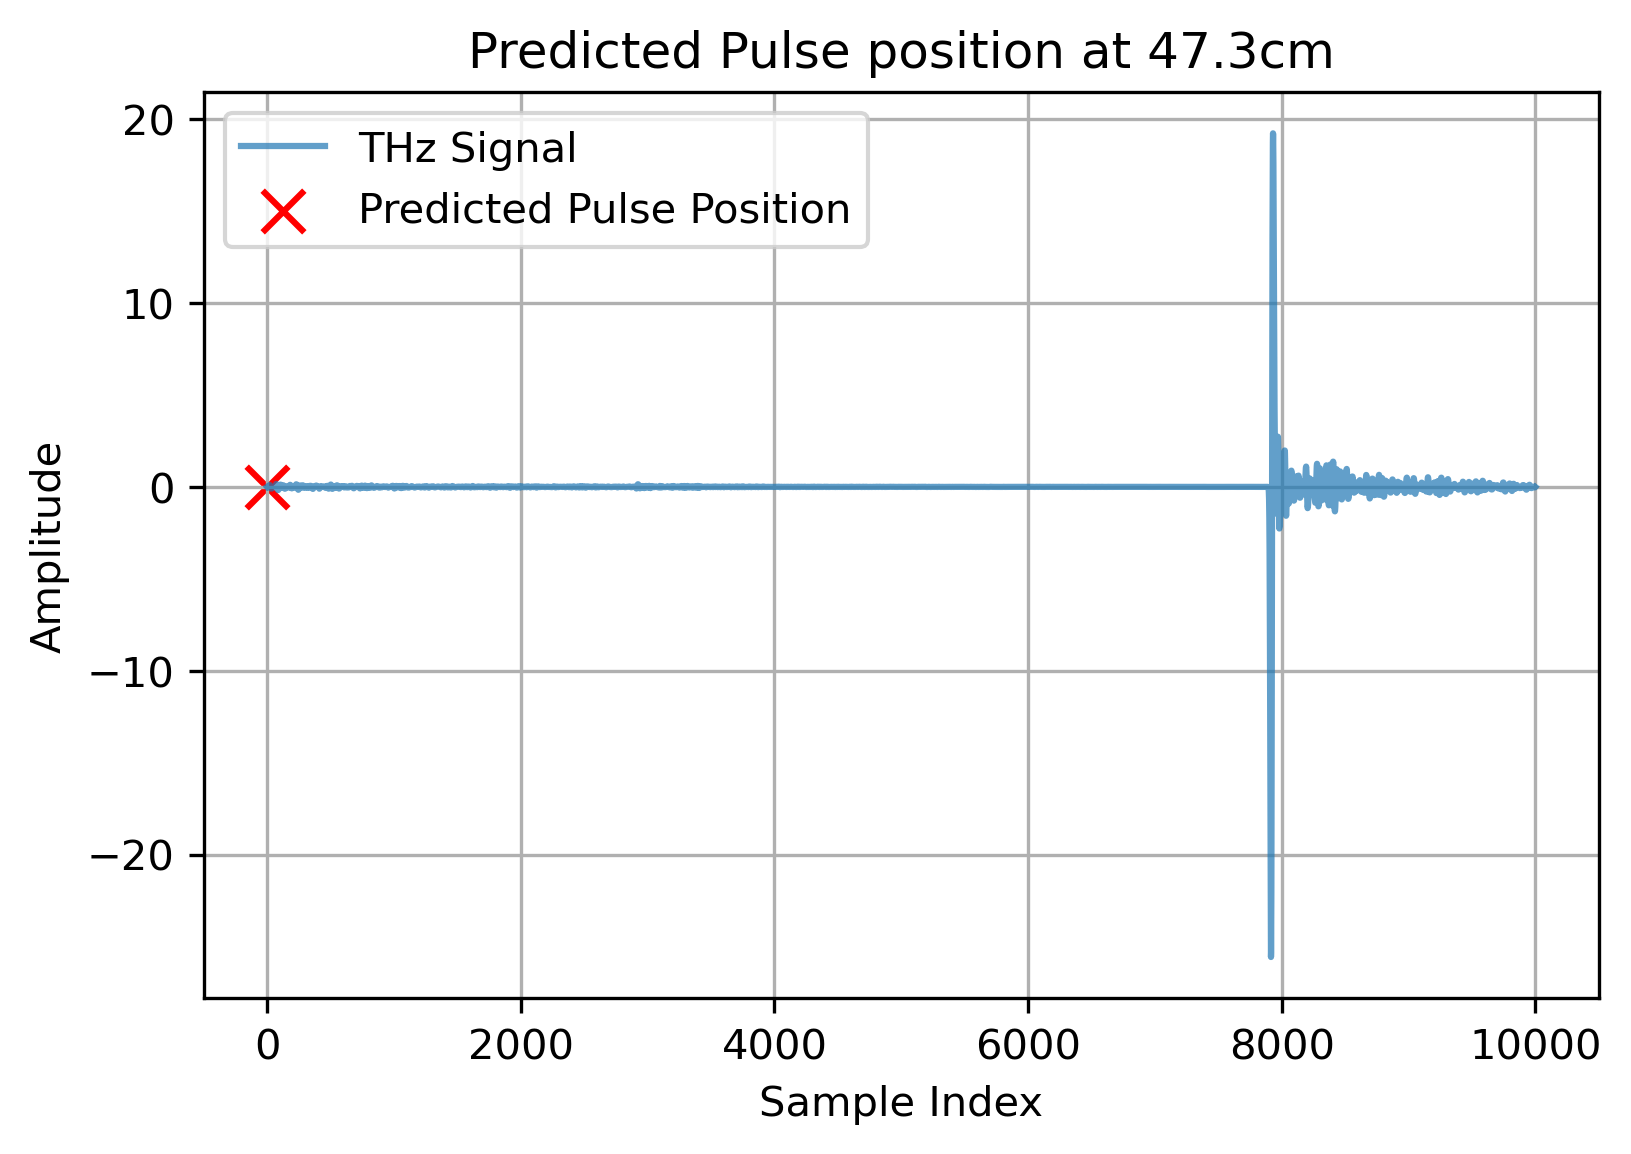 Predicted Pulse position at 47.3cm
THz Signal
Predicted Pulse Position
20
10
0
−10
−20
Amplitude
0 2000 4000 6000 8000 10000
Sample Index